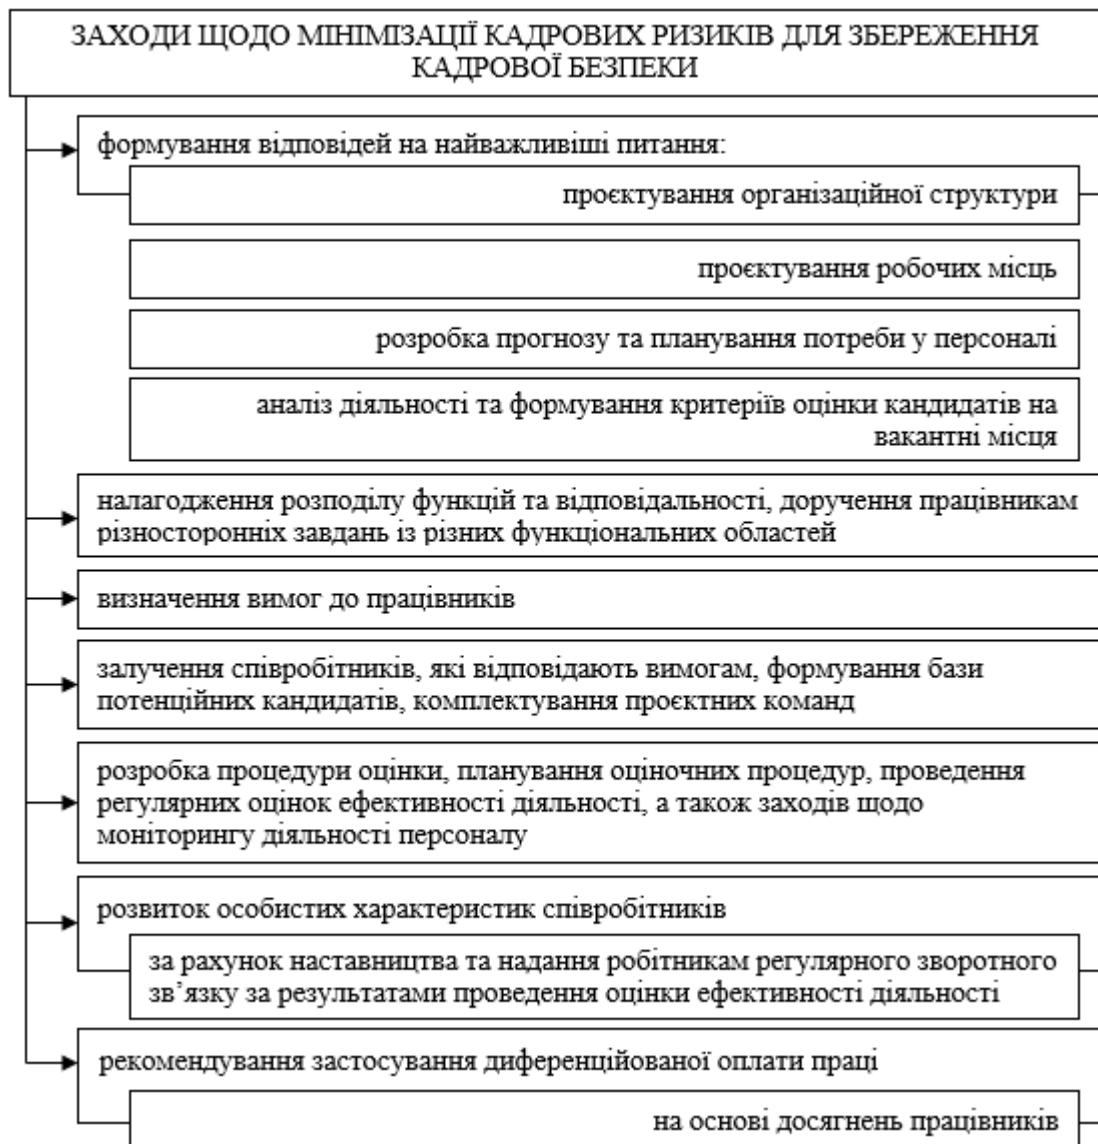 ЗАХОДИ ЩОДО МІНІМІЗАЦІЇ КАДРОВИХ РИЗИКІВ ДЛЯ ЗБЕРЕЖЕННЯ
КАДРОВОЇ БЕЗПЕКИ
формування відповідей на найважливіші питання:
проєктування організаційної структури
проєктування робочих місць
розробка прогнозу та планування потреби у персоналі
аналіз діяльності та формування критеріїв оцінки кандидатів на
вакантні місця
налагодження розподілу функцій та відповідальності, доручення працівникам
різносторонніх завдань із різних функціональних областей
визначення вимог до працівників
залучення співробітників, які відповідають вимогам, формування бази
потенційних кандидатів, комплектування проєктних команд
розробка процедури оцінки, планування оціночних процедур, проведення
регулярних оцінок ефективності діяльності, а також заходів щодо
моніторингу діяльності персоналу
розвиток особистих характеристик співробітників
за рахунок наставництва та надання робітникам регулярного зворотного
зв’язку за результатами проведення оцінки ефективності діяльності
рекомендування застосування диференційованої оплати праці
на основі досягнень працівників